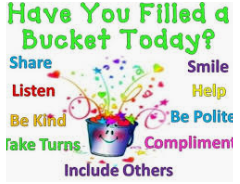 Have You Filled a
Bucket Today?
Share
Smile
Listen
Help
Be Kind
Be Polite
Take Turns
Compliment
Include Others